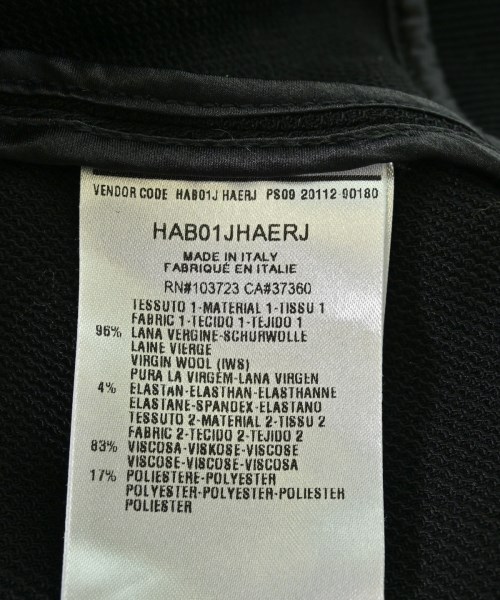 VENDOR CODE HAB01J HAERJ PS09 20112 90180
HAB01JHAERJ
MADE IN ITALY
FABRIQUÉ EN ITALIE
RN#103723 CA#37360
TESSUTO 1-MATERIAL 1-TISSU 1
FABRIC 1-TECIDO 1-TEJIDO 1
96% LANA VERGINE-SCHURWOLLE
LAINE VIERGE
VIRGIN WOOL (IWS)
PURA LA VIRGEM-LANA VIRGEN
4% ELASTAN-ELASTHAN-ELASTHANNE
ELASTANE-SPANDEX-ELASTANO
TESSUTO 2-MATERIAL 2-TISSU 2
FABRIC 2-TECIDO 2-TEJIDO 2
83% VISCOSA-VISKOSE-VISCOSE
VISCOSE-VISCOSE-VISCOSA
17% POLIESTERE-POLYESTER
POLYESTER-POLYESTER-POLIESTER
POLIESTER